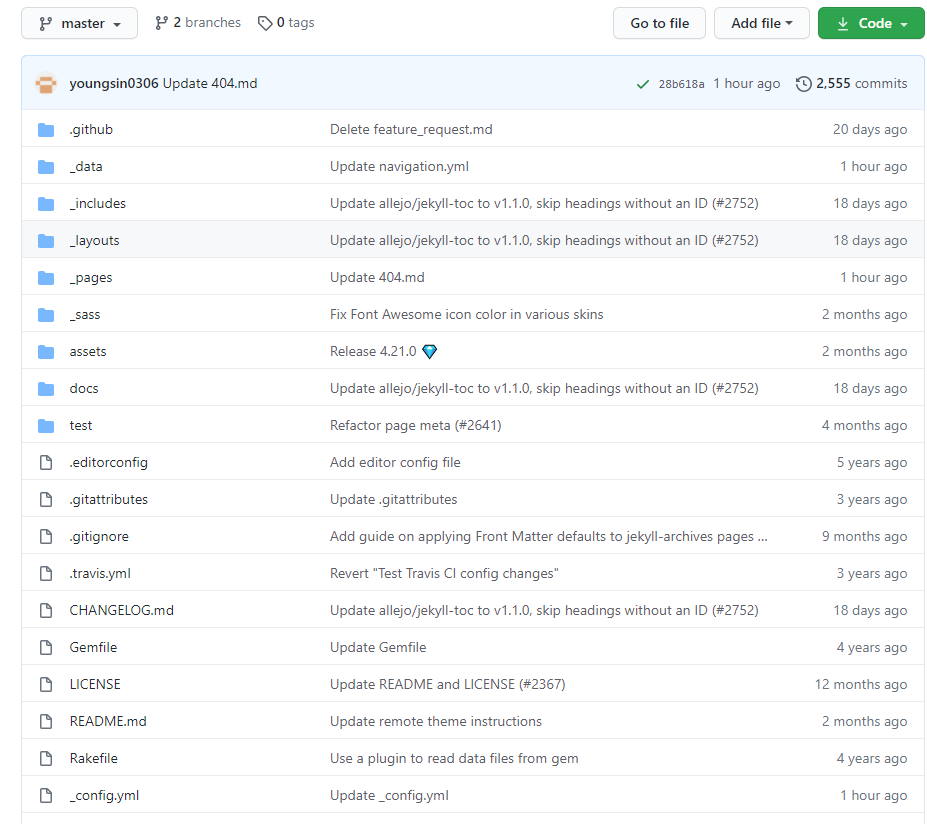 master 2 branches 0 tags Go to file Add file Code
youngsin0306 Update 404.md 28b618a 1 hour ago 2,555 commits
.github Delete feature_request.md 20 days ago
_data Update navigation.yml 1 hour ago
_includes Update allejo/jekyll-toc to v1.1.0, skip headings without an ID (#2752) 18 days ago
_layouts Update allejo/jekyll-toc to v1.1.0, skip headings without an ID (#2752) 18 days ago
_pages Update 404.md 1 hour ago
_sass Fix Font Awesome icon color in various skins 2 months ago
assets Release 4.21.0 💎 2 months ago
docs Update allejo/jekyll-toc to v1.1.0, skip headings without an ID (#2752) 18 days ago
test Refactor page meta (#2641) 4 months ago
.editorconfig Add editor config file 5 years ago
.gitattributes Update .gitattributes 3 years ago
.gitignore Add guide on applying Front Matter defaults to jekyll-archives pages ... 9 months ago
.travis.yml Revert "Test Travis CI config changes" 3 years ago
CHANGELOG.md Update allejo/jekyll-toc to v1.1.0, skip headings without an ID (#2752) 18 days ago
Gemfile Update Gemfile 4 years ago
LICENSE Update README and LICENSE (#2367) 12 months ago
README.md Update remote theme instructions 2 months ago
Rakefile Use a plugin to read data files from gem 4 years ago
_config.yml Update _config.yml 1 hour ago